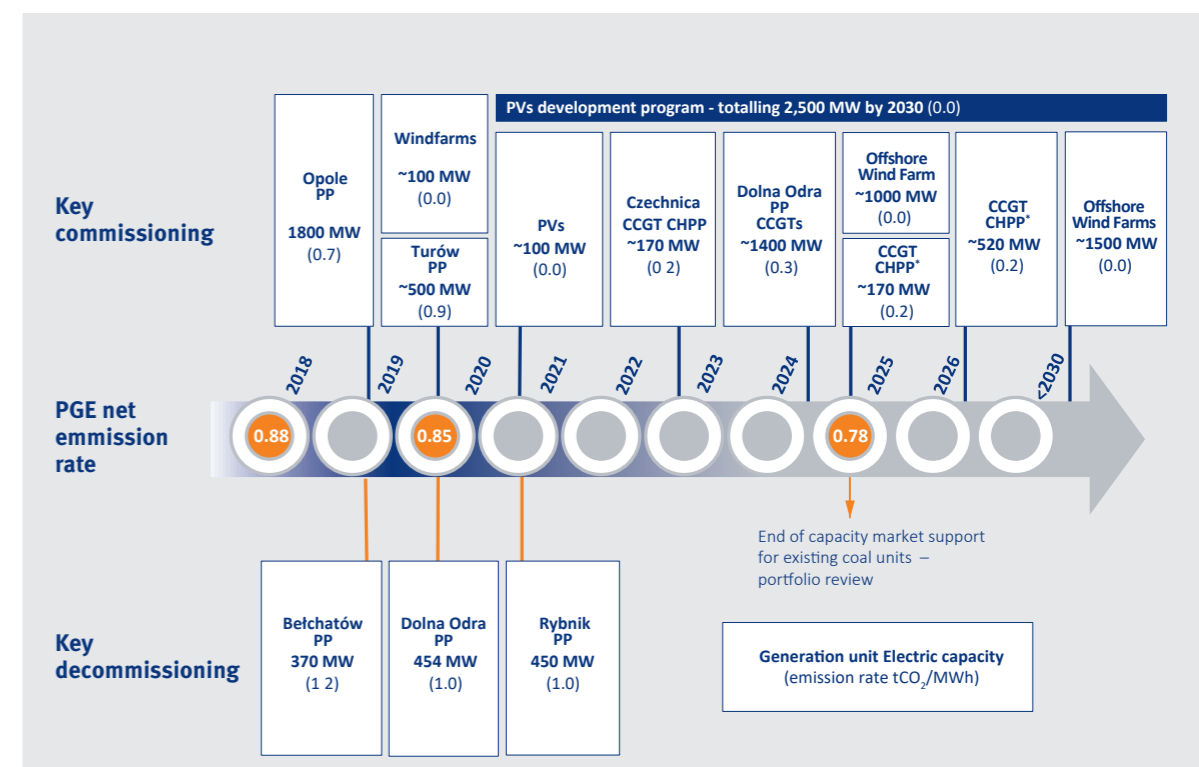 PVs development program - totalling 2,500 MW by 2030 (0.0)
Key
commissioning
Opole
PP
1800 MW
(0.7)
Windfarms
~100 MW
(0.0)
Turów
PP
~500 MW
(0.9)
PVs
~100 MW
(0.0)
Czechnica
CCGT CHPP
~170 MW
(0 2)
Dolna Odra
PP
CCGTs
~1400 MW
(0.3)
Offshore
Wind Farm
~1000 MW
(0.0)
CCGT
CHPP*
~170 MW
(0.2)
CCGT
CHPP*
~520 MW
(0.2)
Offshore
Wind Farms
~1500 MW
(0.0)
2018
2019
2020
2021
2022
2023
2024
2025
2026
<2030
PGE net
emmission
rate
0.88
0.85
0.78
End of capacity market support
for existing coal units –
portfolio review
Key
decommissioning
Bełchatów
PP
370 MW
(1 2)
Dolna Odra
PP
454 MW
(1.0)
Rybnik
PP
450 MW
(1.0)
Generation unit Electric capacity
(emission rate tCO₂/MWh)